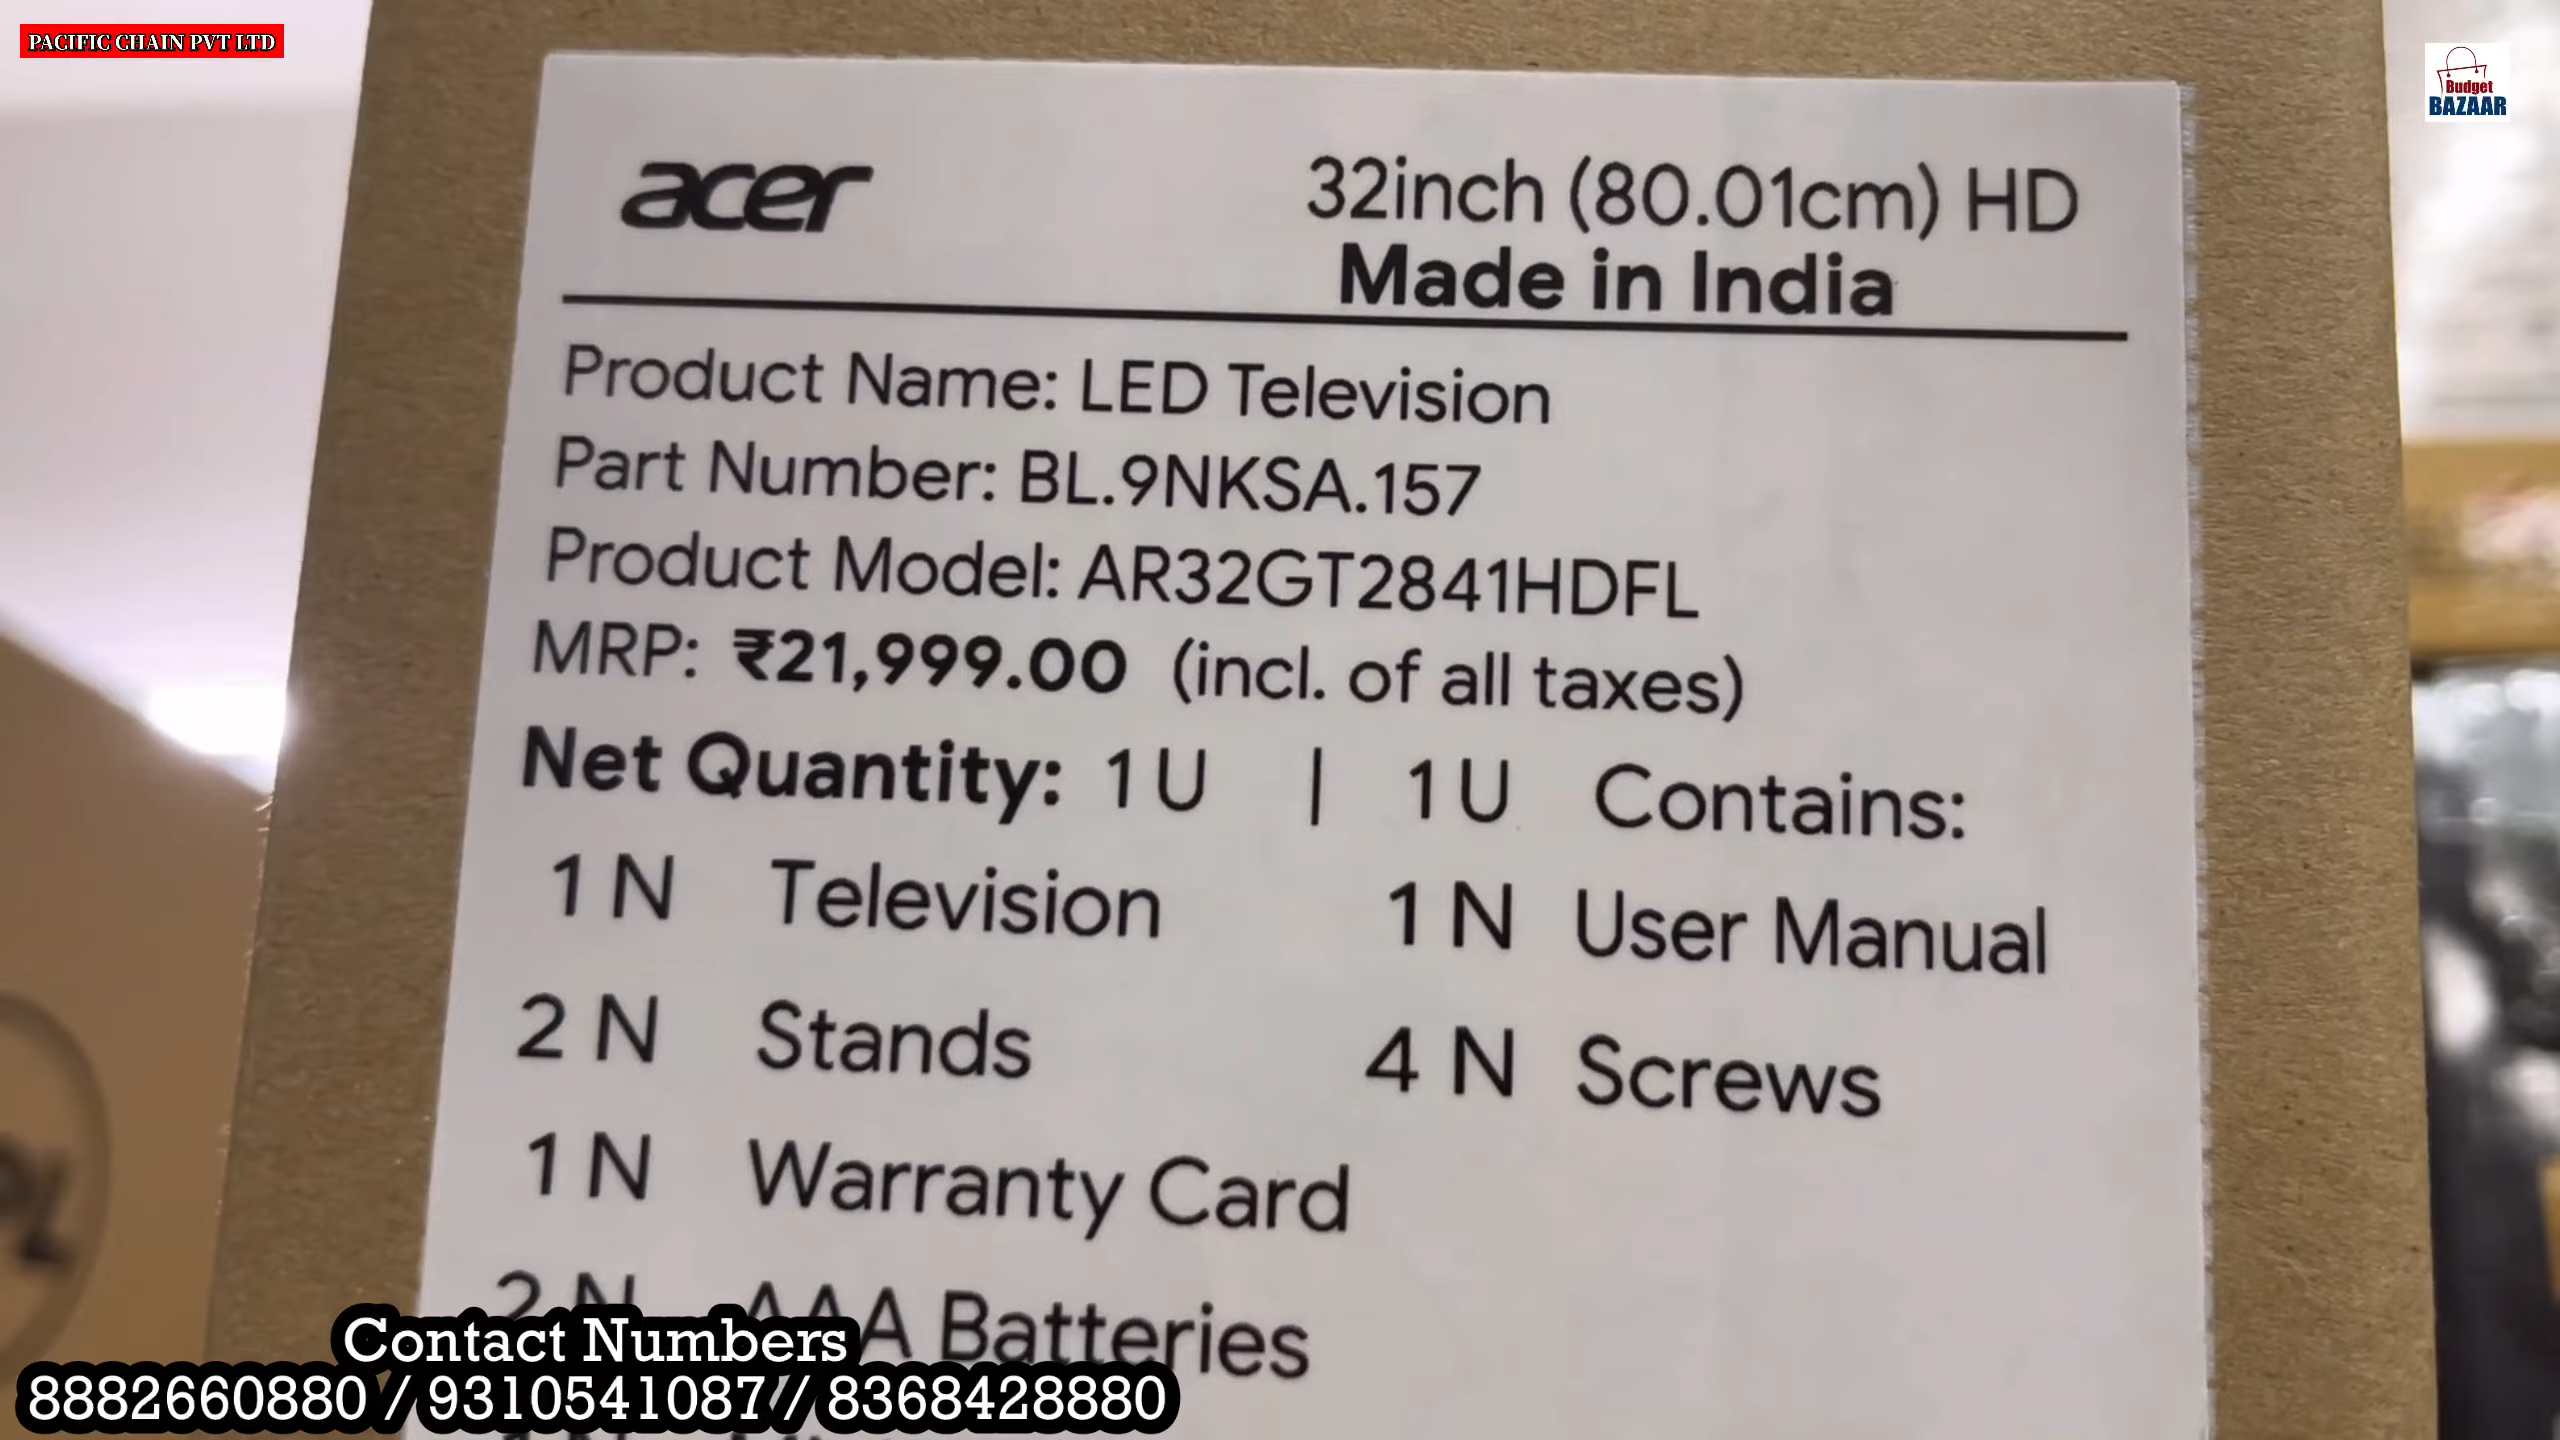 PACIFIC CHAIN PVT LTD
Budget
BAZAAR
acer
32inch (80.01cm) HD
Made in India
Product Name: LED Television
Part Number: BL.9NKSA.157
Product Model: AR32GT2841HDFL
MRP: ₹21,999.00 (incl. of all taxes)
Net Quantity: 1 U | 1 U Contains:
1 N Television 1 N User Manual
2 N Stands 4 N Screws
1 N Warranty Card
2 N AAA Batteries
Contact Numbers
8882660880 / 9310541087 // 8368428880